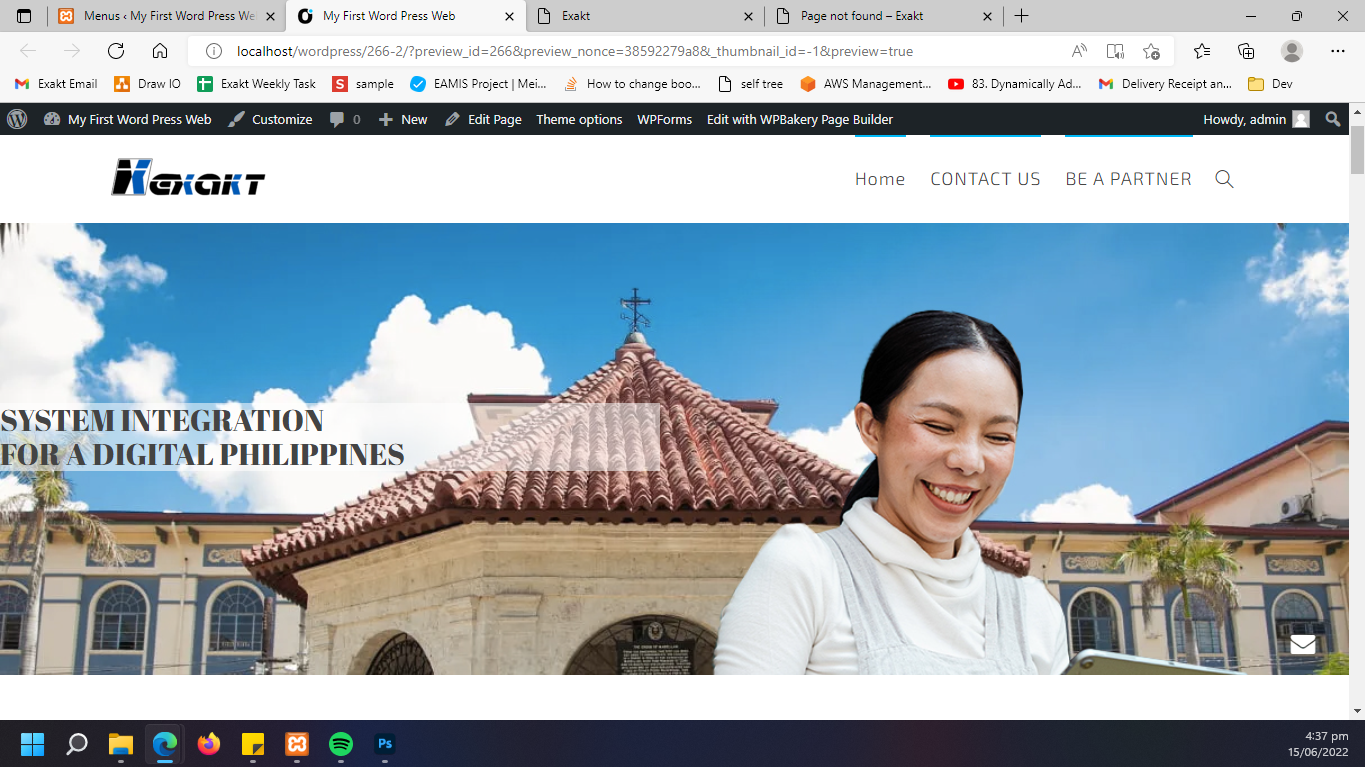 Menus ‹ My First Word Press We
My First Word Press Web
Exakt
Page not found – Exakt
localhost/wordpress/266-2/?preview_id=266&preview_nonce=38592279a8&_thumbnail_id=-1&preview=true
Exakt Email
Draw IO
Exakt Weekly Task
S sample
EAMIS Project | Mei...
How to change boo...
self tree
AWS Management...
83. Dynamically Ad...
Delivery Receipt an...
Dev
My First Word Press Web
Customize
0
New
Edit Page
Theme options
WPForms
Edit with WPBakery Page Builder
Howdy, admin
exakt
Home
CONTACT US
BE A PARTNER
SYSTEM INTEGRATION
FOR A DIGITAL PHILIPPINES
Ps
4:37 pm
15/06/2022